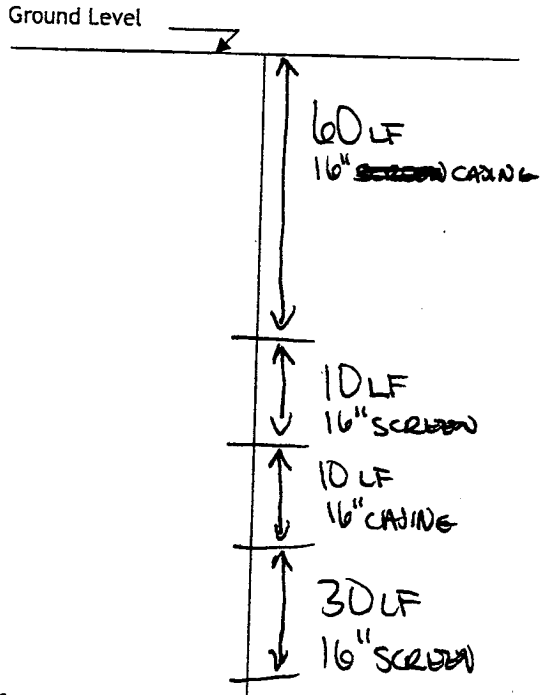 Ground Level
60 LF
16" CASING
10 LF
16" SCREEN
10 LF
16" CASING
30 LF
16" SCREEN